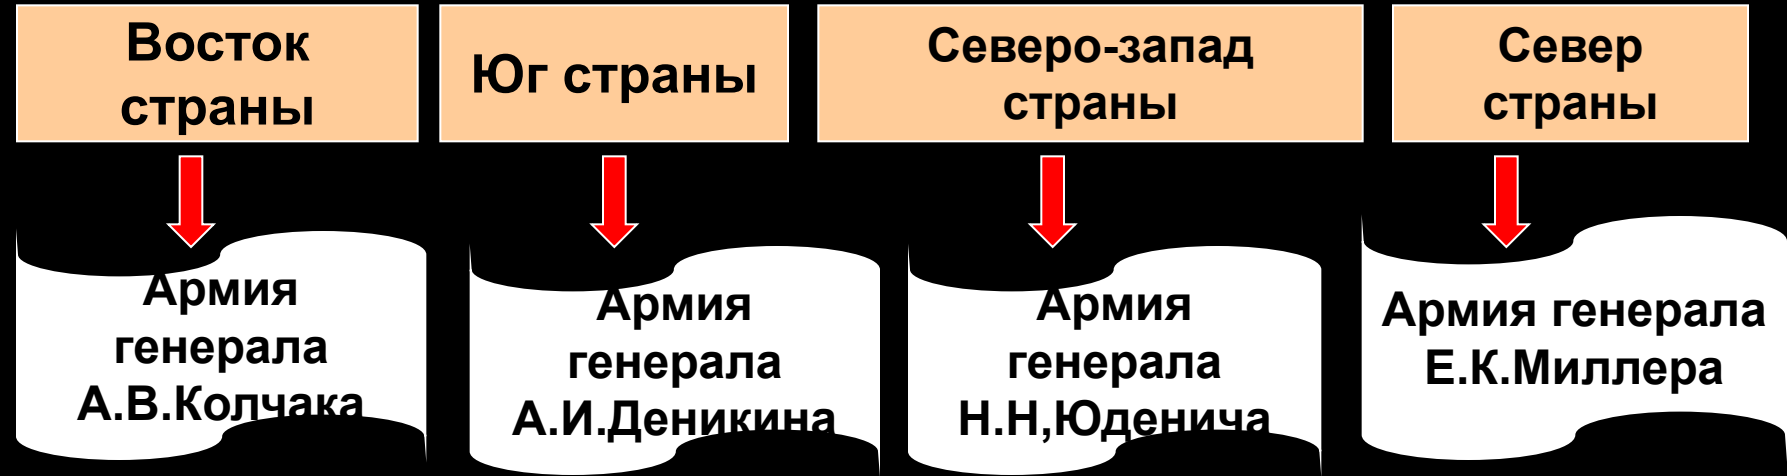 Восток
страны
Юг страны
Северо-запад
страны
Север
страны
Армия
генерала
А.В.Колчака
Армия
генерала
А.И.Деникина
Армия
генерала
Н.Н,Юденича
Армия генерала
Е.К.Миллера